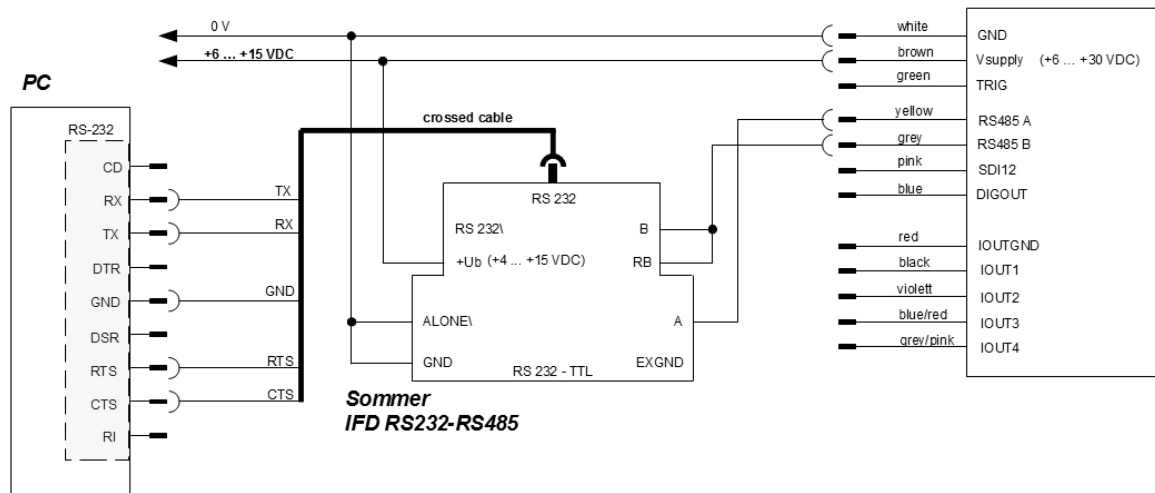 0 V
+6 ... +15 VDC
PC
RS-232
CD
RX
TX
DTR
GND
DSR
RTS
CTS
RI
TX
RX
GND
RTS
CTS
crossed cable
RS 232
RS 232\
+Ub (+4 ... +15 VDC)
ALONE\
GND
B
RB
A
EXGND
RS 232 - TTL
Sommer
IFD RS232-RS485
white GND
brown Vsupply (+6 ... +30 VDC)
green TRIG
yellow RS485 A
grey RS485 B
pink SDI12
blue DIGOUT
red IOUTGND
black IOUT1
violett IOUT2
blue/red IOUT3
grey/pink IOUT4